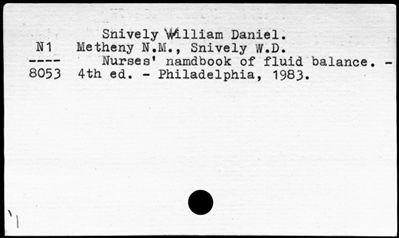 Snively William Daniel.
N1 Metheny N.M., Snively W.D.
---- Nurses' namdbook of fluid balance. -
8053 4th ed. - Philadelphia, 1983.